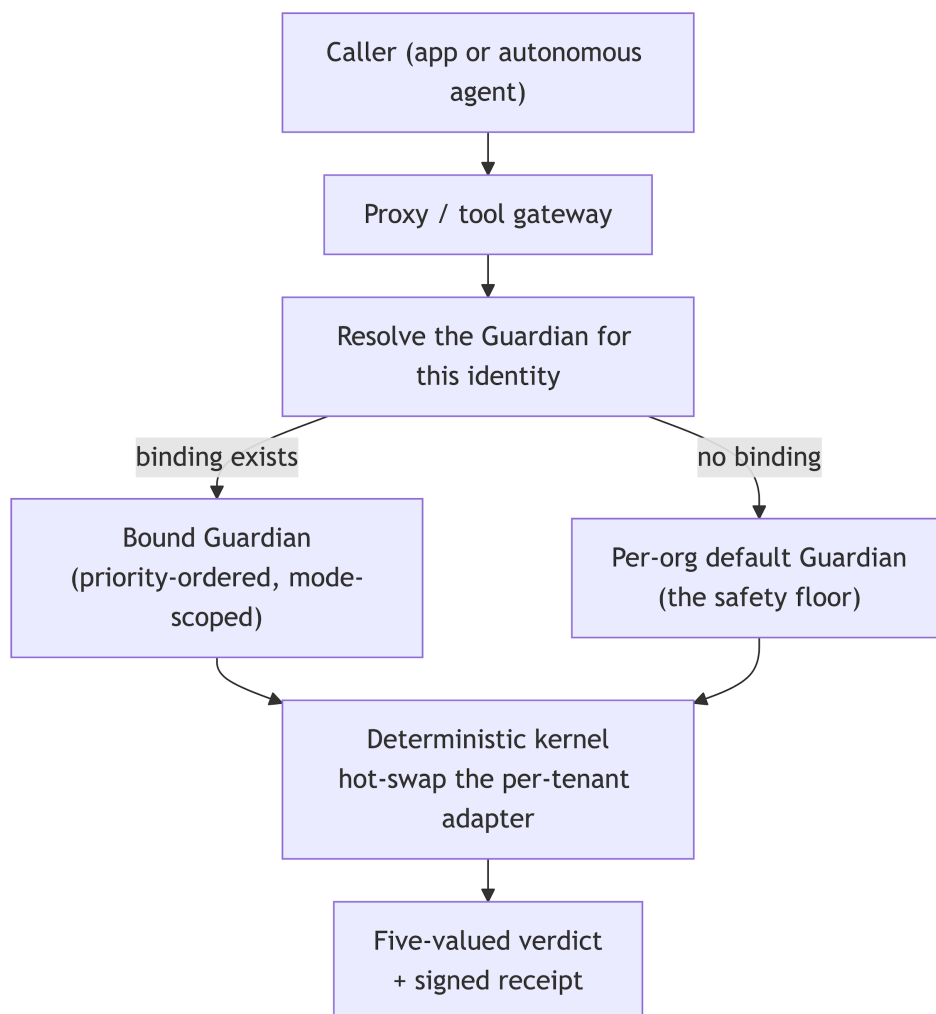 Caller (app or autonomous
agent)
Proxy / tool gateway
Resolve the Guardian for
this identity
binding exists
no binding
Bound Guardian
(priority-ordered, mode-
scoped)
Per-org default Guardian
(the safety floor)
Deterministic kernel
hot-swap the per-tenant
adapter
Five-valued verdict
+ signed receipt